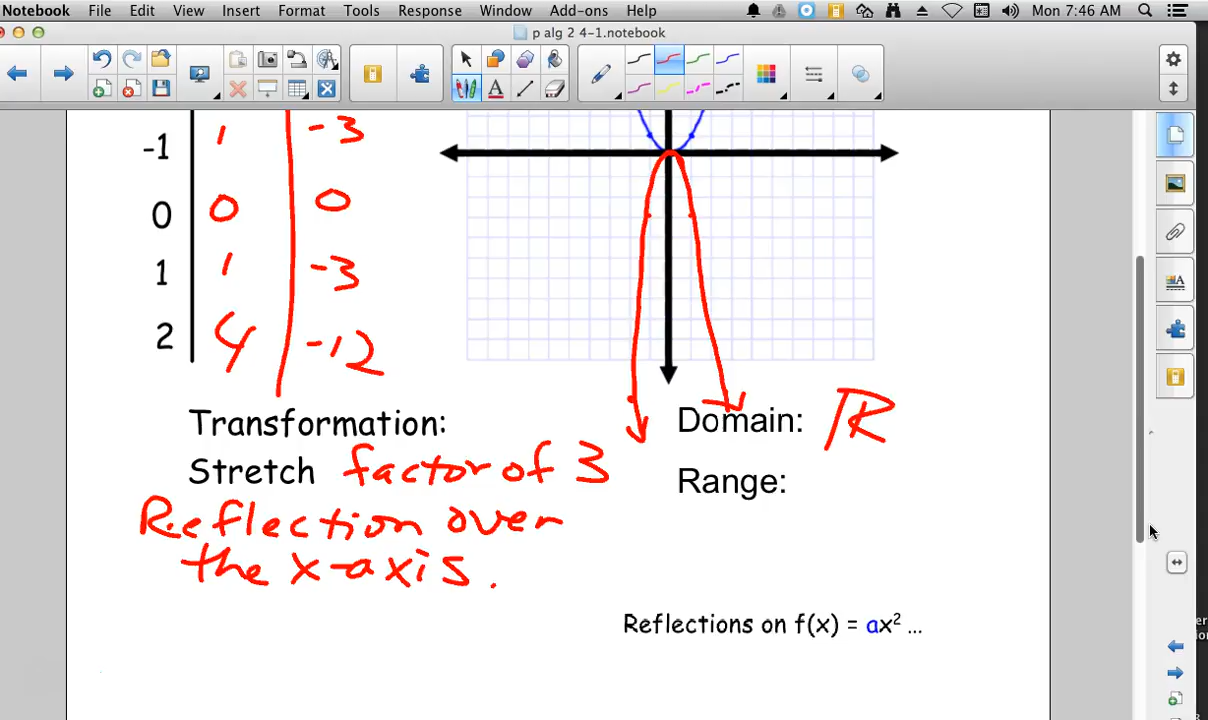 Notebook File Edit View Insert Format Tools Response Window Add-ons Help Mon 7:46 AM
p alg 2 4-1.notebook
-1 1 -3
0 0 0
1 1 -3
2 4 -12
Transformation:
Stretch factor of 3
Reflection over
the x-axis.
Domain: ℝ
Range:
Reflections on f(x) = ax² ...